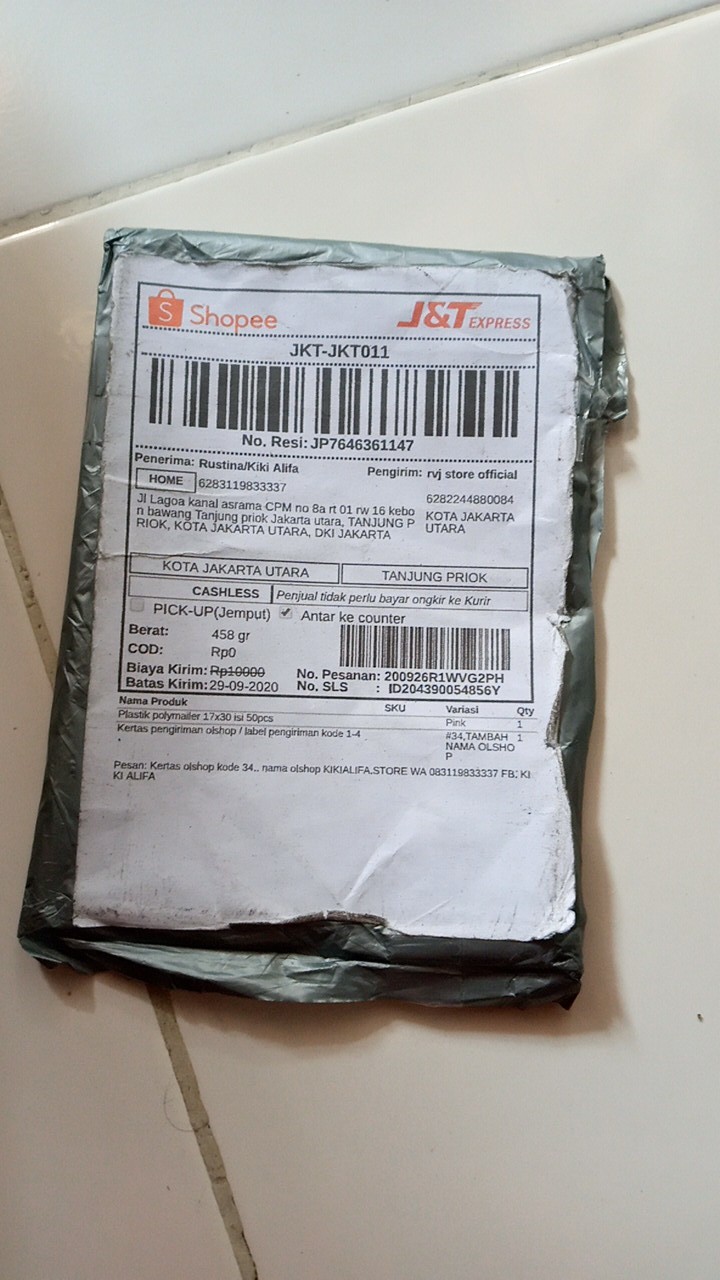 Shopee
J&T EXPRESS
JKT-JKT011
No. Resi: JP7646361147
Penerima: Rustina/Kiki Alifa
HOME 6283119833337
Jl Lagoa kanal asrama CPM no 8a rt 01 rw 16 kebo
n bawang Tanjung priok Jakarta utara, TANJUNG P
RIOK, KOTA JAKARTA UTARA, DKI JAKARTA
Pengirim: rvj store official
6282244880084
KOTA JAKARTA
UTARA
KOTA JAKARTA UTARA TANJUNG PRIOK
CASHLESS Penjual tidak perlu bayar ongkir ke Kurir
PICK-UP(Jemput) Antar ke counter
Berat: 458 gr
COD: Rp0
Biaya Kirim: Rp10000
Batas Kirim: 29-09-2020
No. Pesanan: 200926R1WVG2PH
No. SLS : ID204390054856Y
Nama Produk SKU Variasi Qty
Plastik polymailer 17x30 isi 50pcs Pink 1
Kertas pengiriman olshop / label pengiriman kode 1-4 #34,TAMBAH 1
. NAMA OLSHO
P
Pesan: Kertas olshop kode 34.. nama olshop KIKIALIFA.STORE WA 083119833337 FB: KI
KI ALIFA